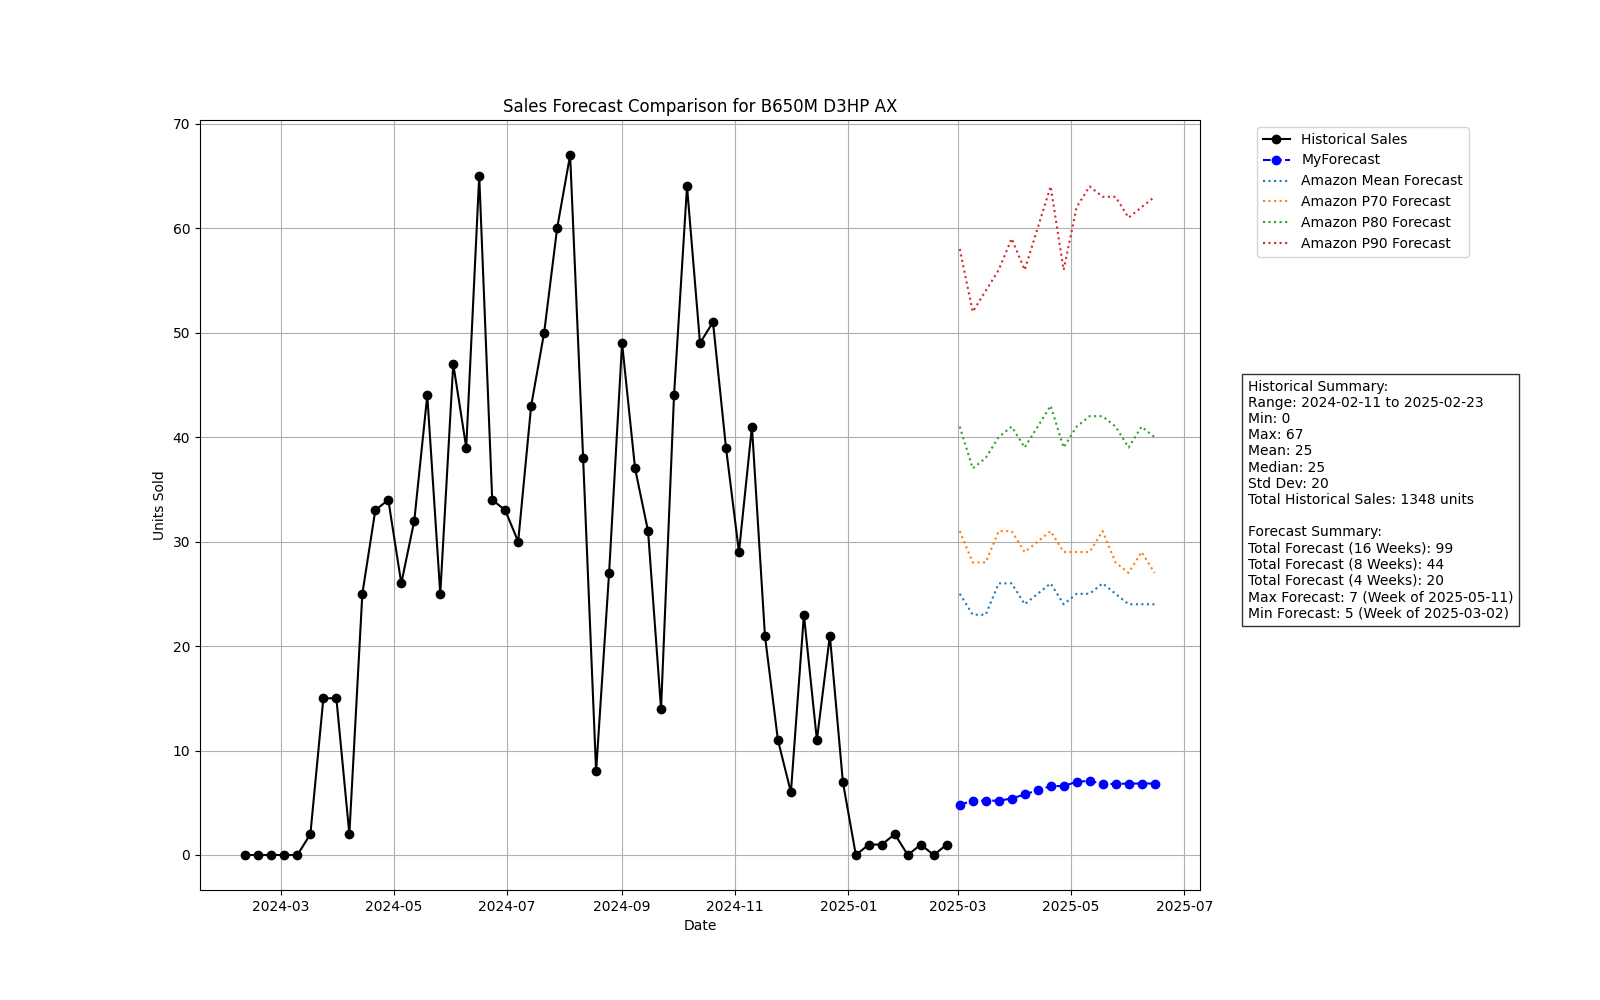 Sales Forecast Comparison for B650M D3HP AX
70
60
50
40
30
20
10
0
Units Sold
2024-03
2024-05
2024-07
2024-09
2024-11
2025-01
2025-03
2025-05
2025-07
Date
Historical Sales
MyForecast
Amazon Mean Forecast
Amazon P70 Forecast
Amazon P80 Forecast
Amazon P90 Forecast
Historical Summary:
Range: 2024-02-11 to 2025-02-23
Min: 0
Max: 67
Mean: 25
Median: 25
Std Dev: 20
Total Historical Sales: 1348 units
Forecast Summary:
Total Forecast (16 Weeks): 99
Total Forecast (8 Weeks): 44
Total Forecast (4 Weeks): 20
Max Forecast: 7 (Week of 2025-05-11)
Min Forecast: 5 (Week of 2025-03-02)